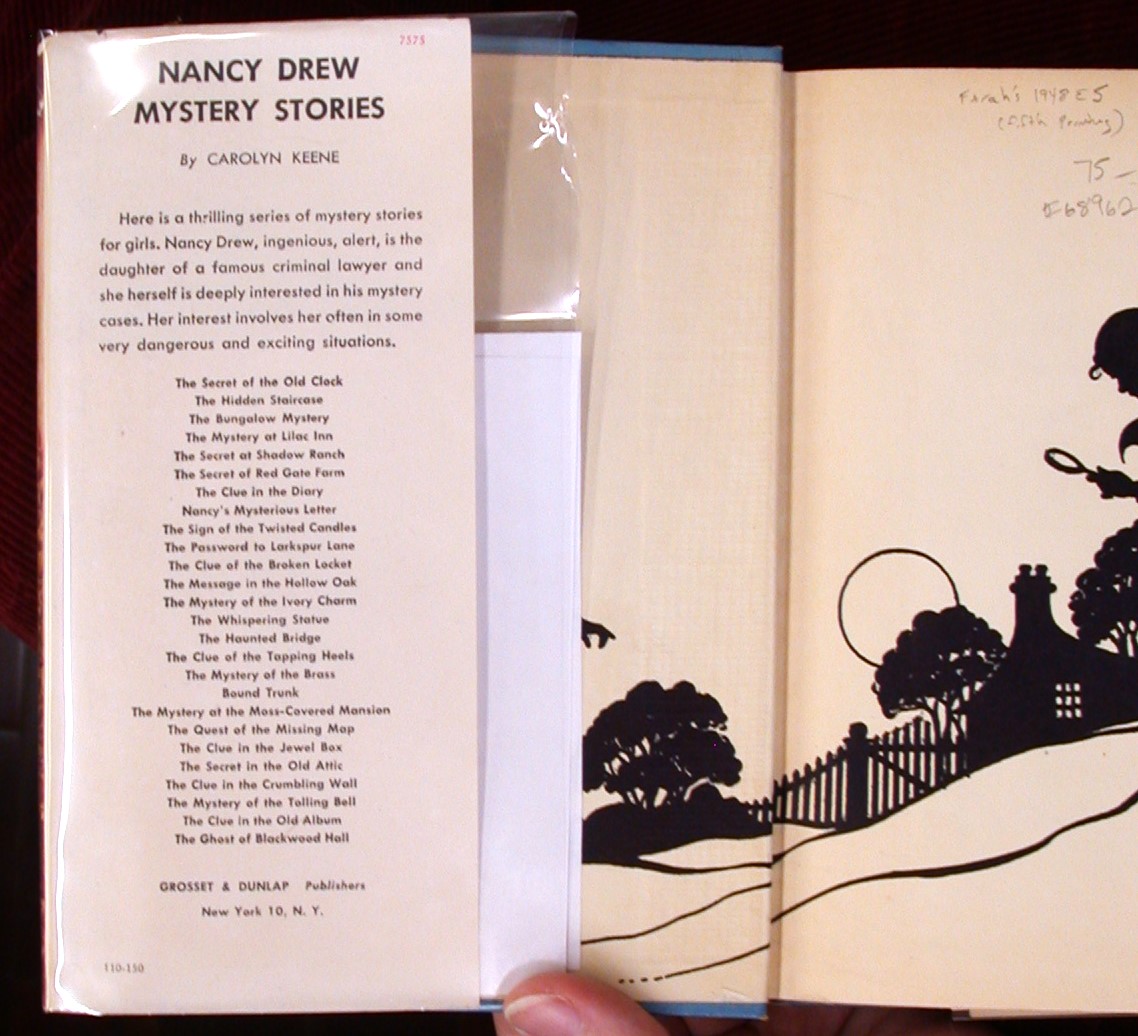 7575
NANCY DREW
MYSTERY STORIES
By CAROLYN KEENE
Here is a thrilling series of mystery stories
for girls. Nancy Drew, ingenious, alert, is the
daughter of a famous criminal lawyer and
she herself is deeply interested in his mystery
cases. Her interest involves her often in some
very dangerous and exciting situations.
The Secret of the Old Clock
The Hidden Staircase
The Bungalow Mystery
The Mystery at Lilac Inn
The Secret at Shadow Ranch
The Secret of Red Gate Farm
The Clue in the Diary
Nancy's Mysterious Letter
The Sign of the Twisted Candles
The Password to Larkspur Lane
The Clue of the Broken Locket
The Message in the Hollow Oak
The Mystery of the Ivory Charm
The Whispering Statue
The Haunted Bridge
The Clue of the Tapping Heels
The Mystery of the Brass
Bound Trunk
The Mystery at the Moss-Covered Mansion
The Quest of the Missing Map
The Clue in the Jewel Box
The Secret in the Old Attic
The Clue in the Crumbling Wall
The Mystery of the Tolling Bell
The Clue in the Old Album
The Ghost of Blackwood Hall
GROSSET & DUNLAP Publishers
New York 10, N. Y.
110-150
Farah's 1948 E 5
75—
68962